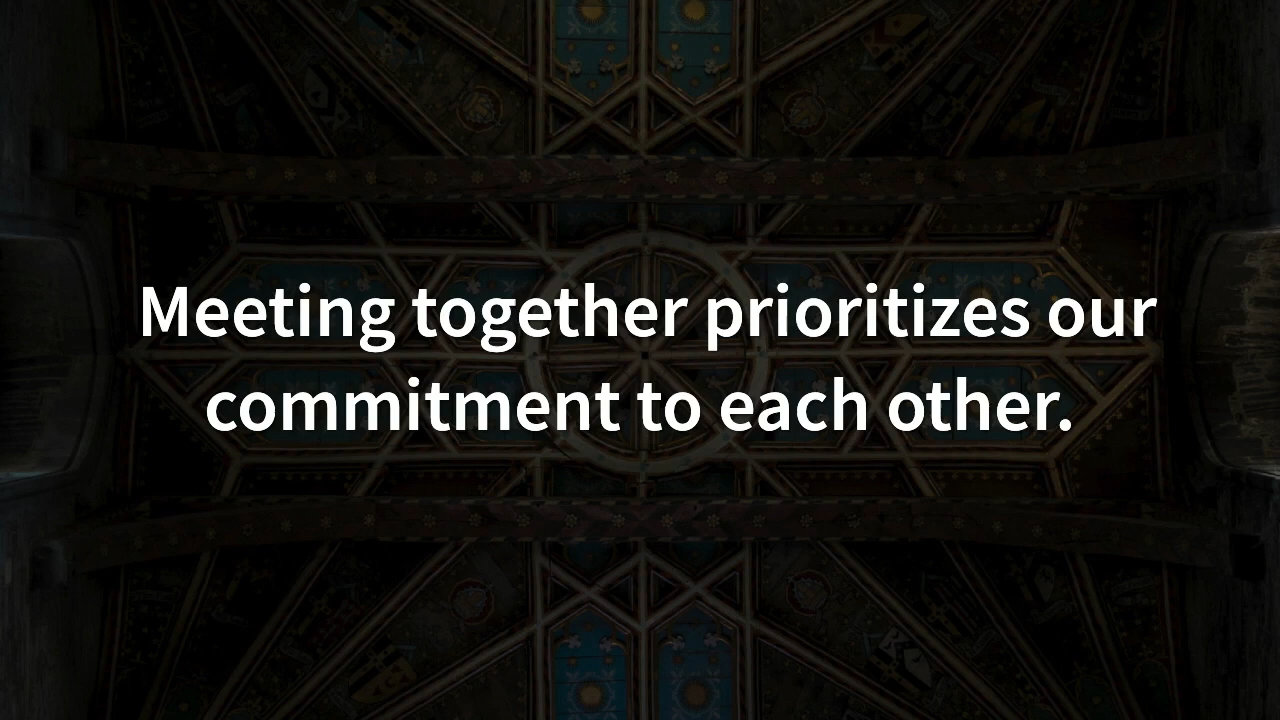 Meeting together prioritizes our
commitment to each other.